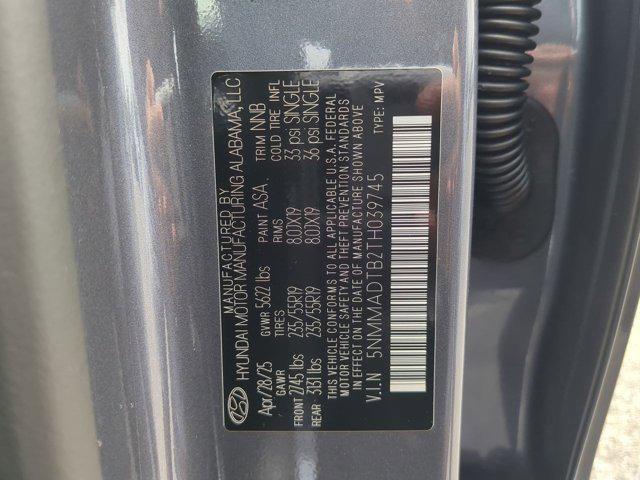 MANUFACTURED BY
HYUNDAI MOTOR MANUFACTURING ALABAMA, LLC
Apr/28/25 GVWR 5622 lbs PAINT ASA TRIM NNB
GAWR TIRES RIMS COLD TIRE INFL
FRONT 2745 lbs 235/55R19 8.0JX19 33 psi SINGLE
REAR 3131 lbs 235/55R19 8.0JX19 36 psi SINGLE
THIS VEHICLE CONFORMS TO ALL APPLICABLE U.S.A. FEDERAL
MOTOR VEHICLE SAFETY AND THEFT PREVENTION STANDARDS
IN EFFECT ON THE DATE OF MANUFACTURE SHOWN ABOVE.
V.I.N 5NMMADTB2TH039745 TYPE: MPV